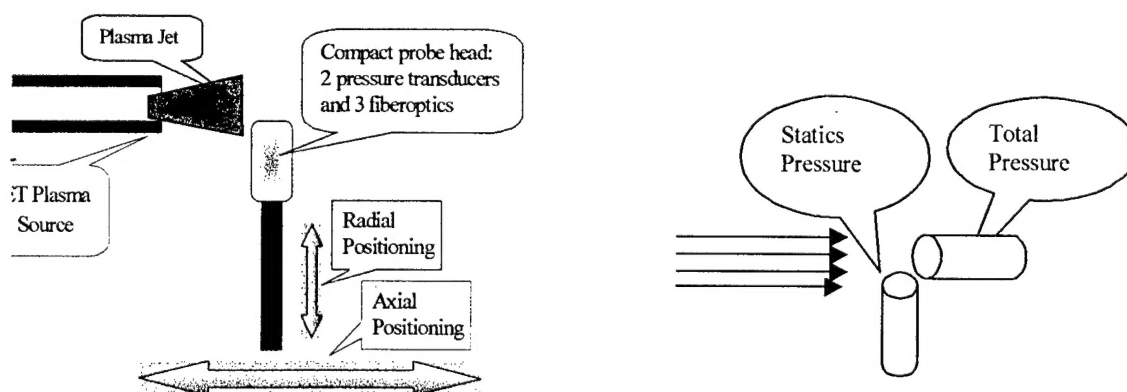 Plasma Jet
Compact probe head:
2 pressure transducers
and 3 fiberoptics
ET Plasma
Source
Radial
Positioning
Axial
Positioning
Statics
Pressure
Total
Pressure